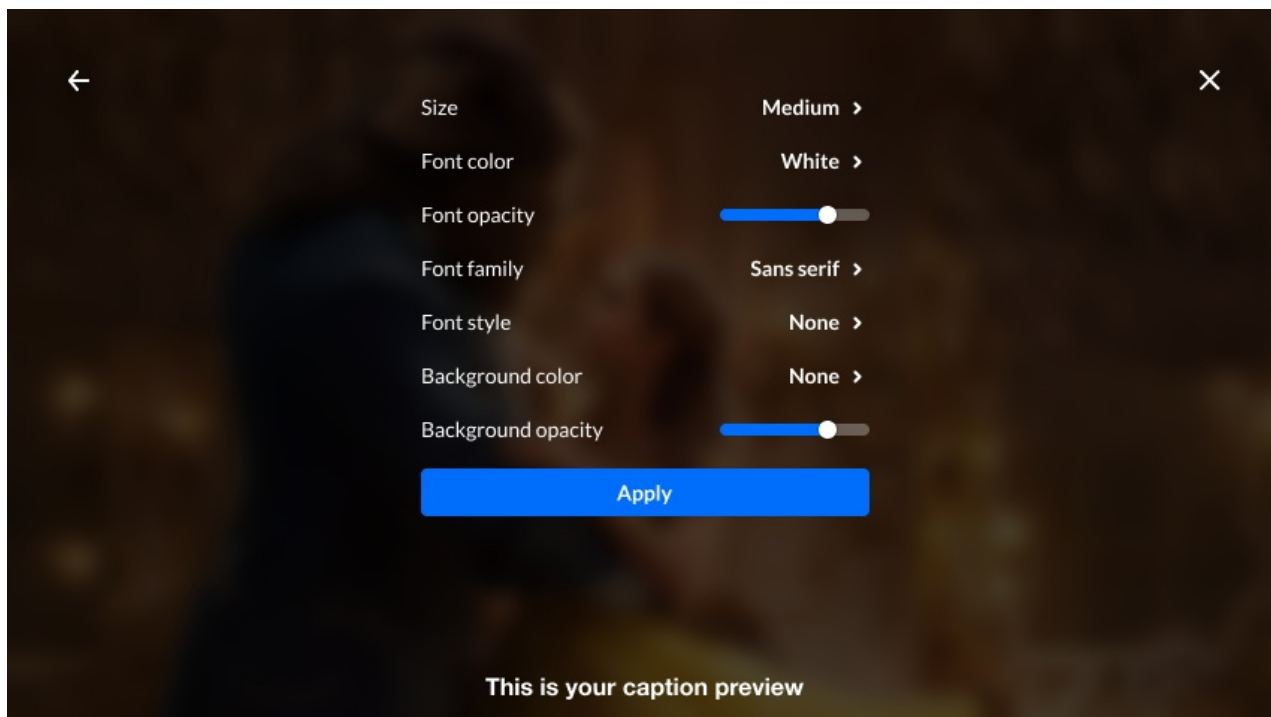 Size Medium
Font color White
Font opacity
Font family Sans serif
Font style None
Background color None
Background opacity
Apply
This is your caption preview